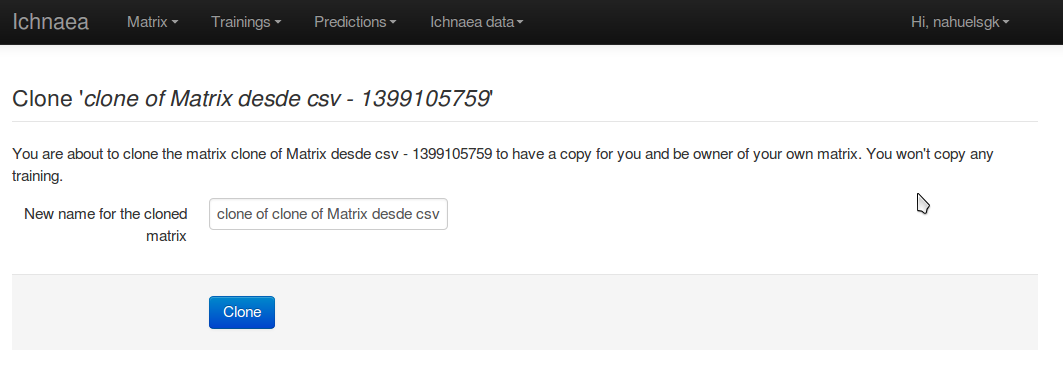 Ichnaea Matrix Trainings Predictions Ichnaea data Hi, nahuelsgk
Clone 'clone of Matrix desde csv - 1399105759'
You are about to clone the matrix clone of Matrix desde csv - 1399105759 to have a copy for you and be owner of your own matrix. You won't copy any
training.
New name for the cloned
matrix
clone of clone of Matrix desde csv
Clone